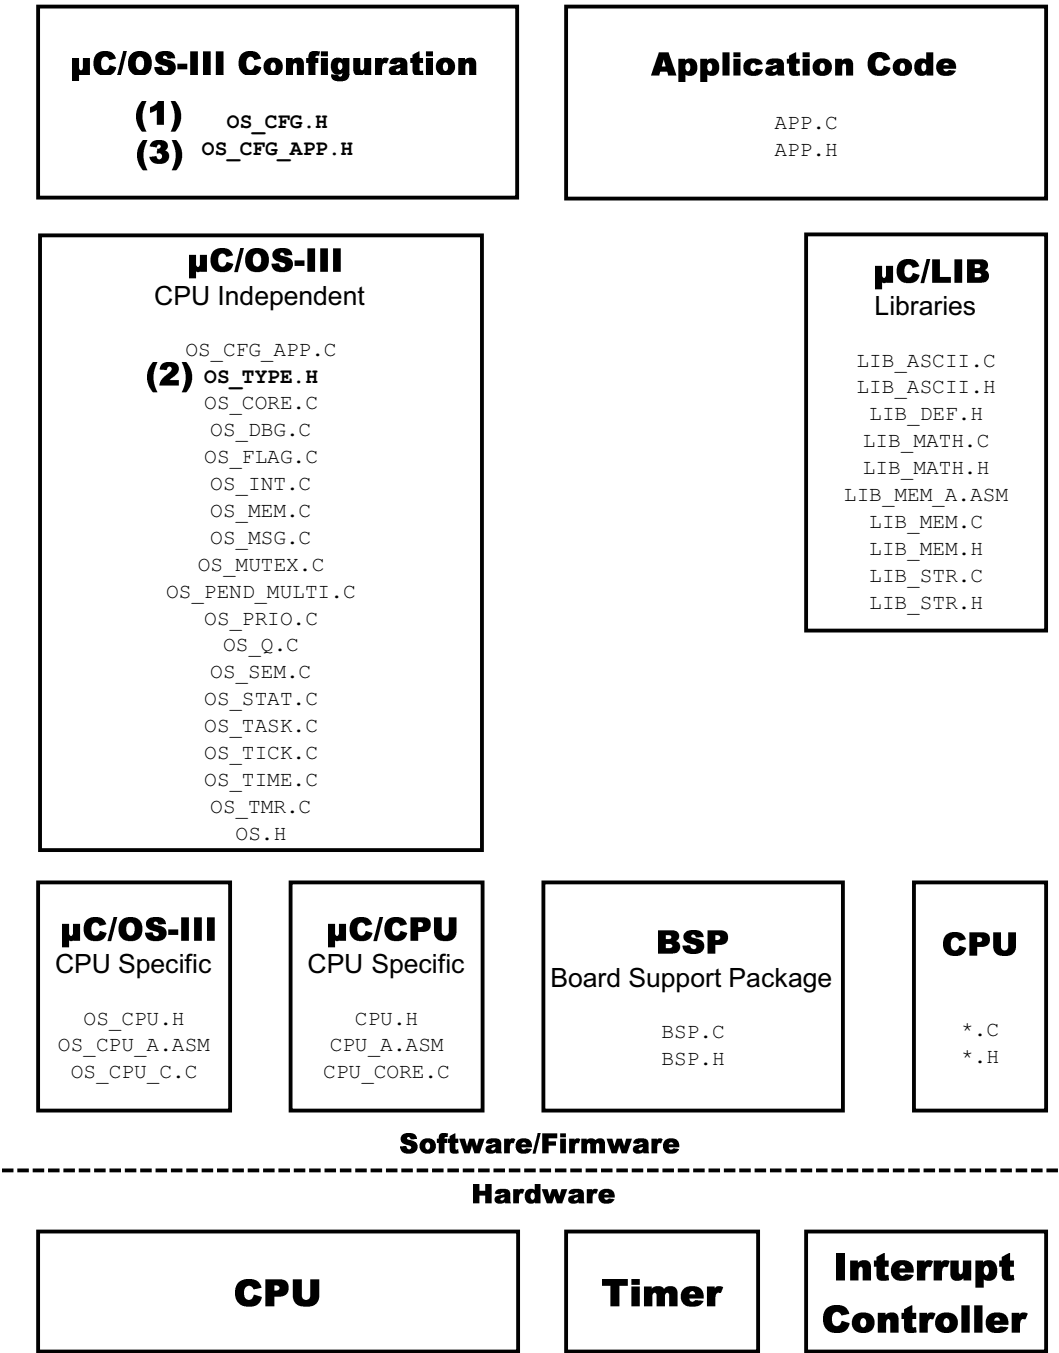 µC/OS-III Configuration
(1) OS_CFG.H
(3) OS_CFG_APP.H
Application Code
APP.C
APP.H
µC/OS-III
CPU Independent
OS_CFG_APP.C
(2) OS_TYPE.H
OS_CORE.C
OS_DBG.C
OS_FLAG.C
OS_INT.C
OS_MEM.C
OS_MSG.C
OS_MUTEX.C
OS_PEND_MULTI.C
OS_PRIO.C
OS_Q.C
OS_SEM.C
OS_STAT.C
OS_TASK.C
OS_TICK.C
OS_TIME.C
OS_TMR.C
OS.H
µC/LIB
Libraries
LIB_ASCII.C
LIB_ASCII.H
LIB_DEF.H
LIB_MATH.C
LIB_MATH.H
LIB_MEM_A.ASM
LIB_MEM.C
LIB_MEM.H
LIB_STR.C
LIB_STR.H
µC/OS-III
CPU Specific
OS_CPU.H
OS_CPU_A.ASM
OS_CPU_C.C
µC/CPU
CPU Specific
CPU.H
CPU_A.ASM
CPU_CORE.C
BSP
Board Support Package
BSP.C
BSP.H
CPU
*.C
*.H
Software/Firmware
Hardware
CPU
Timer
Interrupt
Controller